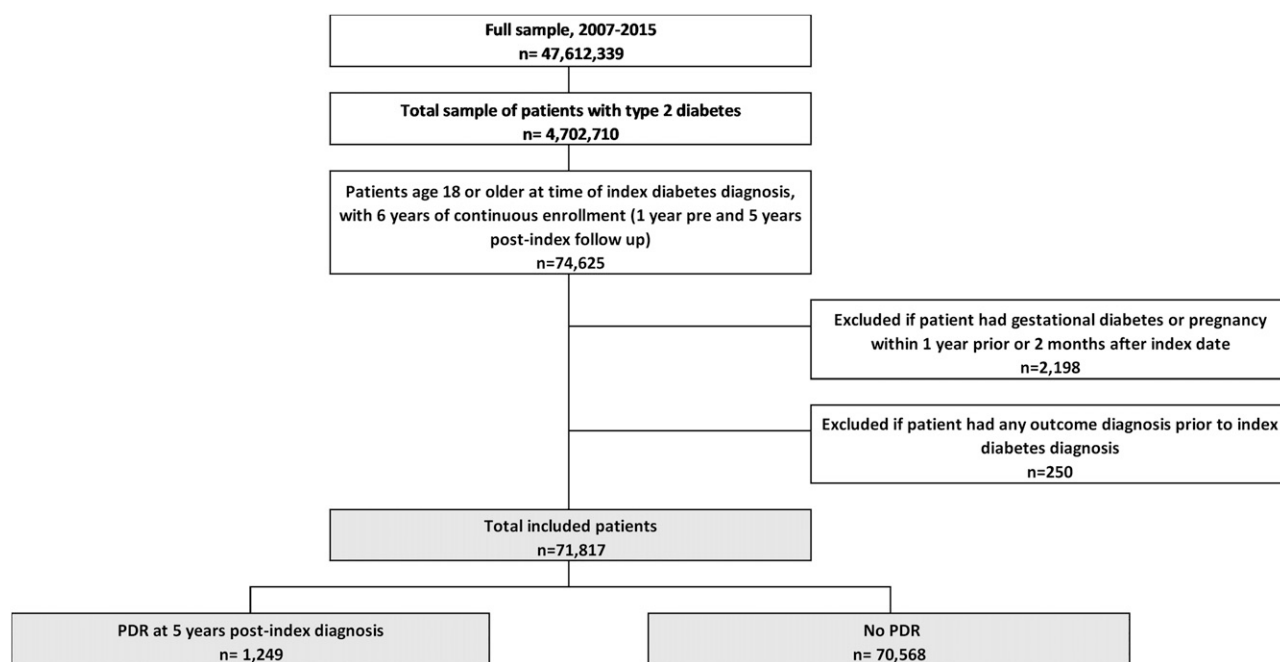 Full sample, 2007-2015
n= 47,612,339
Total sample of patients with type 2 diabetes
n= 4,702,710
Patients age 18 or older at time of index diabetes diagnosis,
with 6 years of continuous enrollment (1 year pre and 5 years
post-index follow up)
n=74,625
Excluded if patient had gestational diabetes or pregnancy
within 1 year prior or 2 months after index date
n=2,198
Excluded if patient had any outcome diagnosis prior to index
diabetes diagnosis
n=250
Total included patients
n=71,817
PDR at 5 years post-index diagnosis
n= 1,249
No PDR
n= 70,568